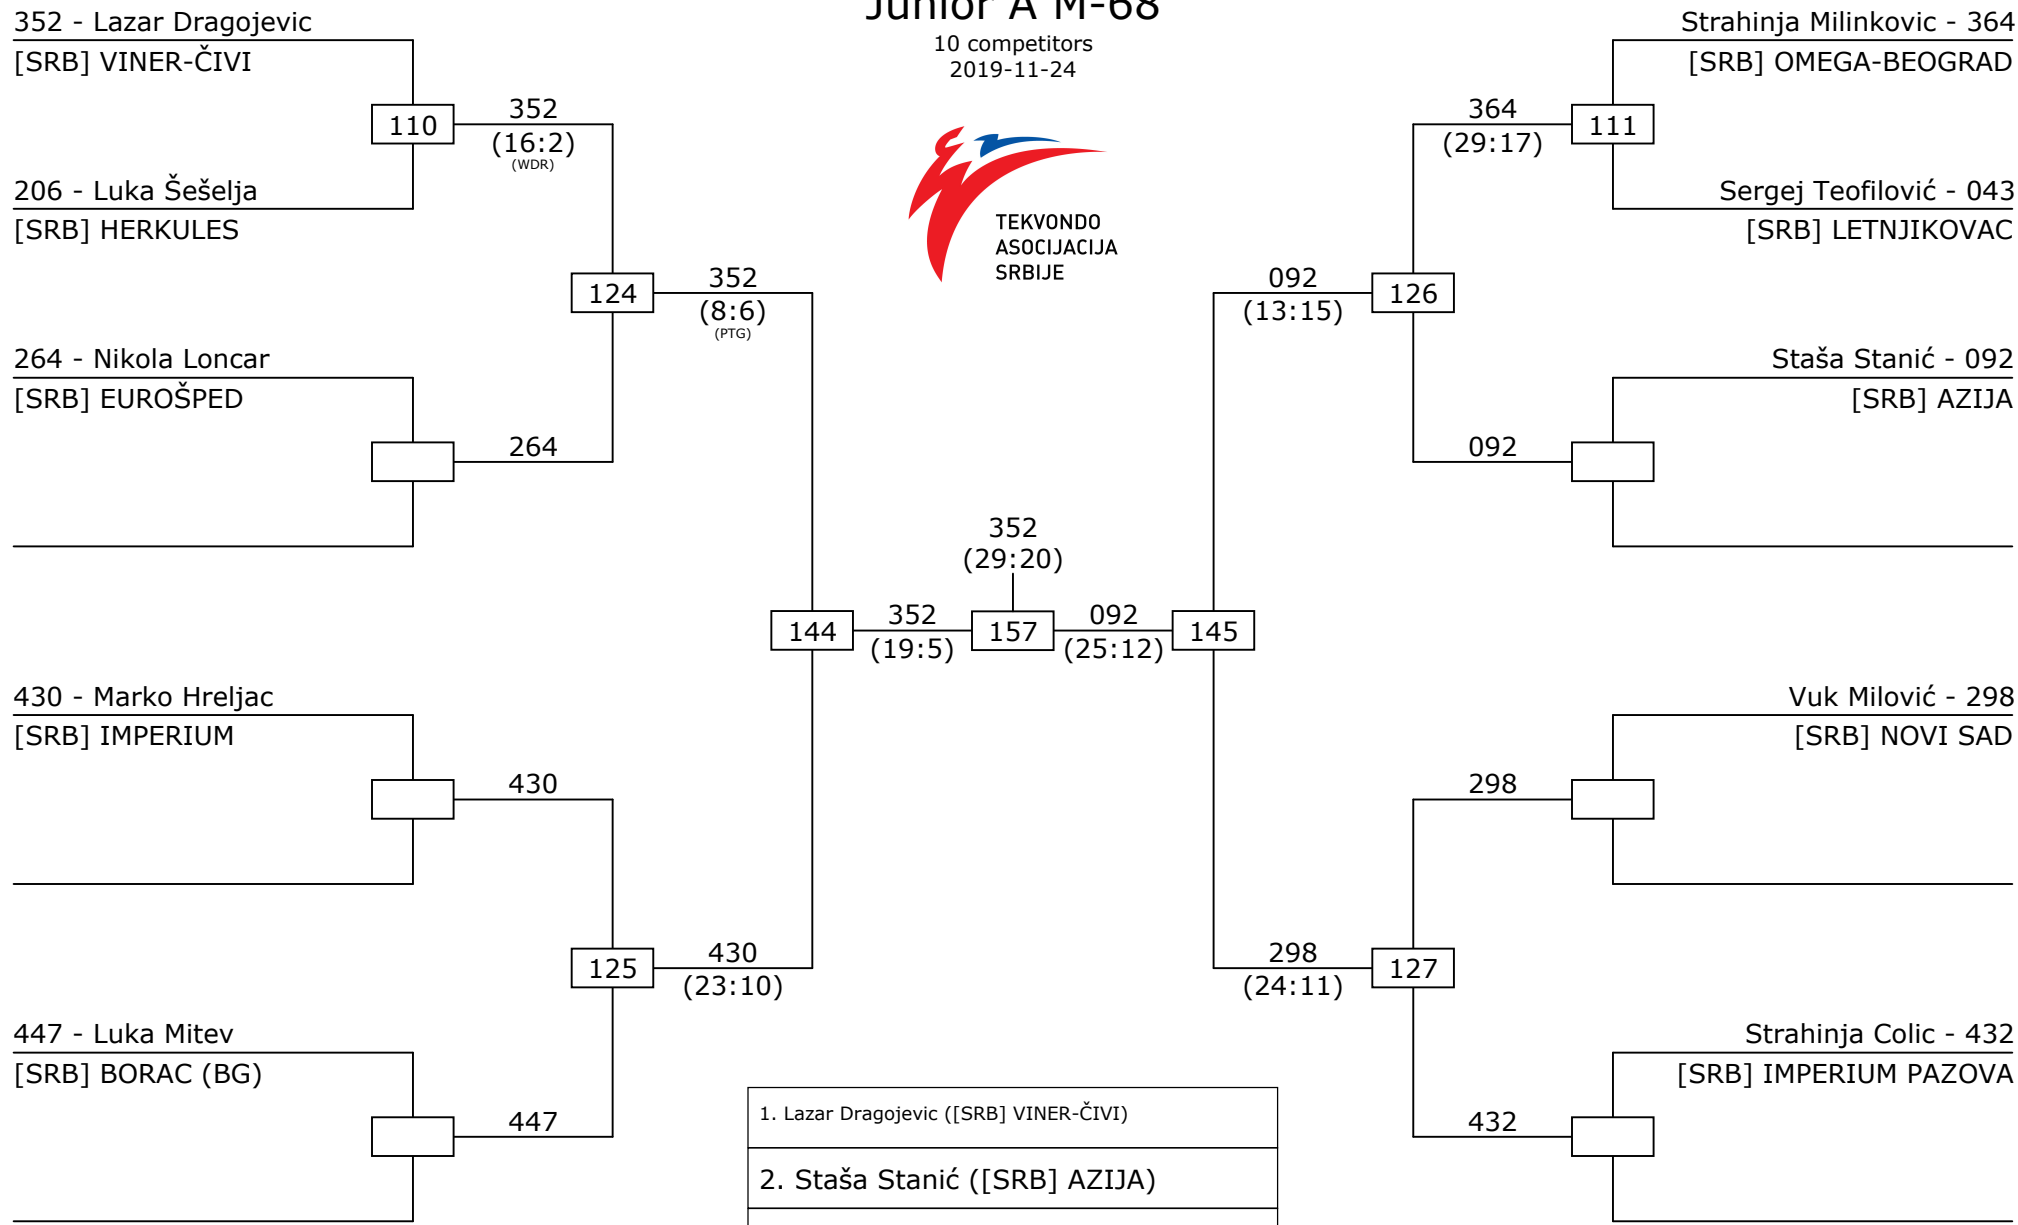 Junior A M-68
10 competitors
2019-11-24
TEKVONDO
ASOCIJACIJA
SRBIJE
352 - Lazar Dragojevic
[SRB] VINER-ČIVI
110
352
(16:2)
(WDR)
206 - Luka Šešelja
[SRB] HERKULES
124
352
(8:6)
(PTG)
264 - Nikola Loncar
[SRB] EUROŠPED
264
430 - Marko Hreljac
[SRB] IMPERIUM
430
125
430
(23:10)
447 - Luka Mitev
[SRB] BORAC (BG)
447
144
352
(19:5)
352
(29:20)
157
092
(25:12)
145
Strahinja Milinkovic - 364
[SRB] OMEGA-BEOGRAD
364
(29:17)
111
Sergej Teofilović - 043
[SRB] LETNJIKOVAC
092
(13:15)
126
Staša Stanić - 092
[SRB] AZIJA
092
Vuk Milović - 298
[SRB] NOVI SAD
298
298
(24:11)
127
Strahinja Colic - 432
[SRB] IMPERIUM PAZOVA
432
1. Lazar Dragojevic ([SRB] VINER-ČIVI)
2. Staša Stanić ([SRB] AZIJA)